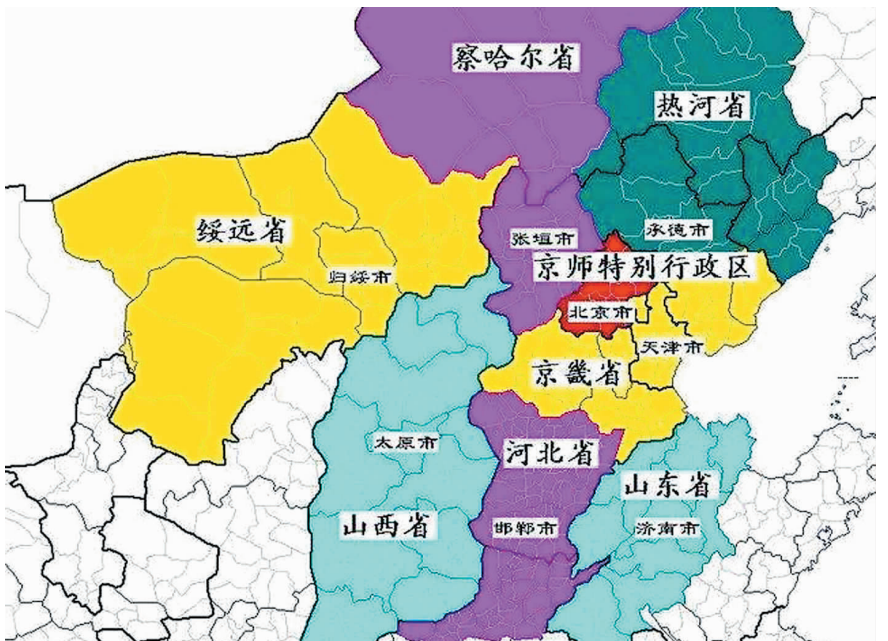 察哈尔省
热河省
绥远省
张垣市
承德市
京师特别行政区
归绥市
北京市
天津市
京畿省
太原市
河北省
山东省
山西省
邯郸市
济南市